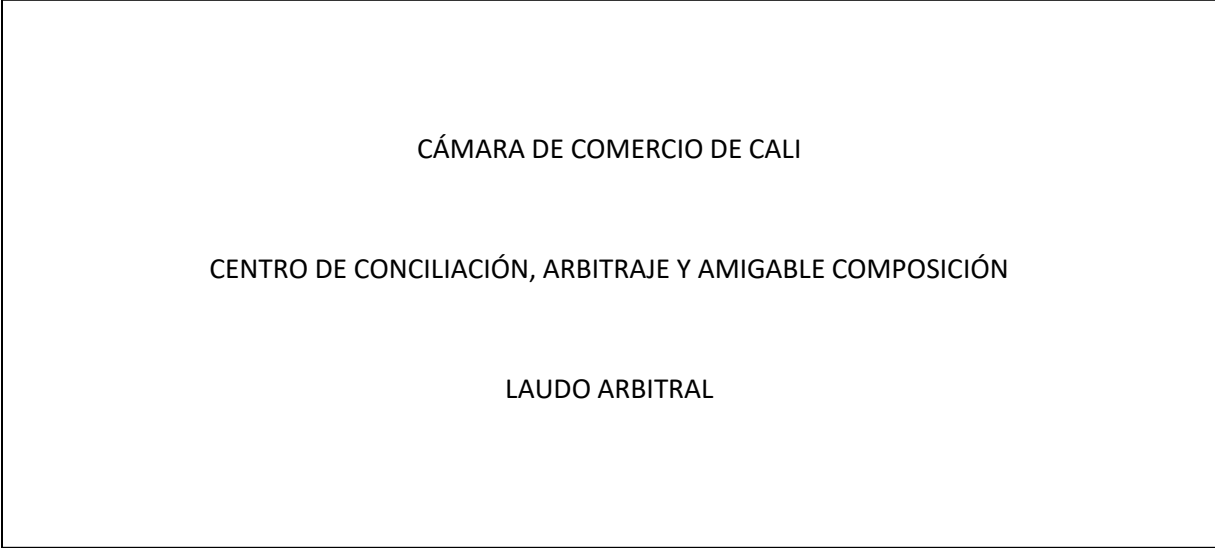 CÁMARA DE COMERCIO DE CALI
CENTRO DE CONCILIACIÓN, ARBITRAJE Y AMIGABLE COMPOSICIÓN
LAUDO ARBITRAL